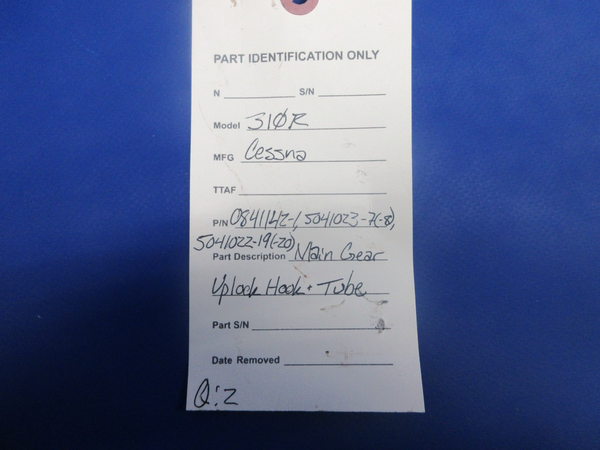 PART IDENTIFICATION ONLY
N S/N
Model 310R
MFG Cessna
TTAF
P/N 0841142-1, 5041023-7(-8),
5041022-19(-20)
Part Description Main Gear
Uplock Hook + Tube
Part S/N
Date Removed
Q:2